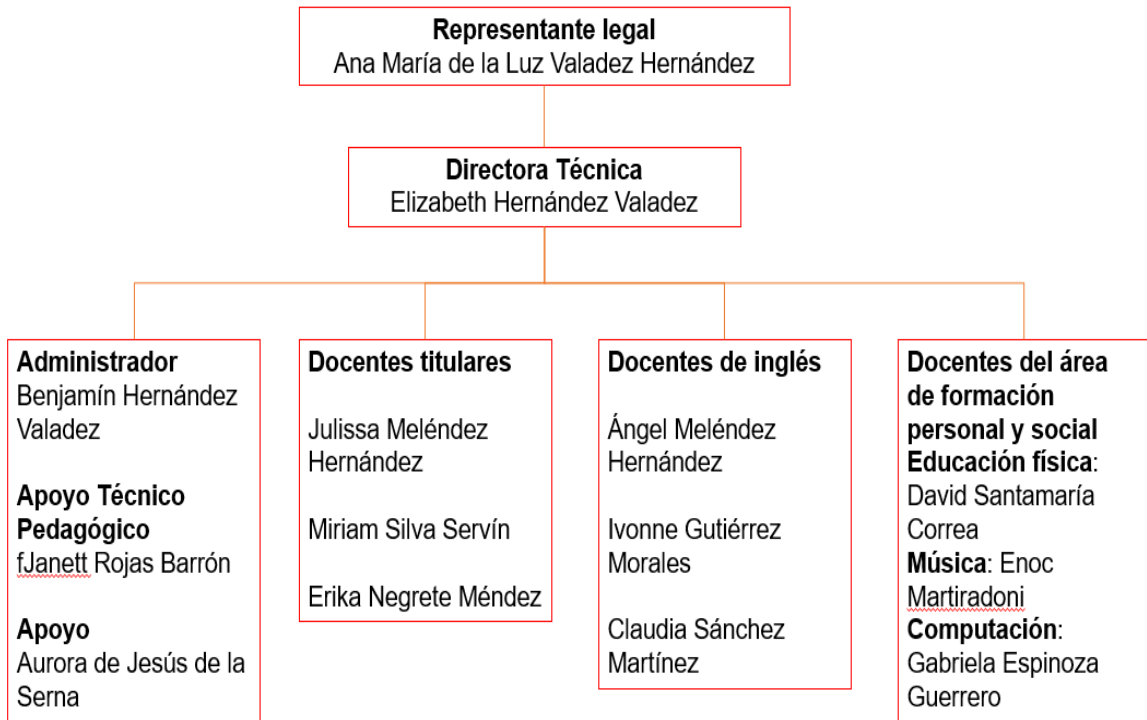 Representante legal
Ana María de la Luz Valadez Hernández
Directora Técnica
Elizabeth Hernández Valadez
Administrador
Benjamín Hernández
Valadez
Apoyo Técnico
Pedagógico
fJanett Rojas Barrón
Apoyo
Aurora de Jesús de la
Serna
Docentes titulares
Julissa Meléndez
Hernández
Miriam Silva Servín
Erika Negrete Méndez
Docentes de inglés
Ángel Meléndez
Hernández
Ivonne Gutiérrez
Morales
Claudia Sánchez
Martínez
Docentes del área
de formación
personal y social
Educación física:
David Santamaría
Correa
Música: Enoc
Martiradoni
Computación:
Gabriela Espinoza
Guerrero